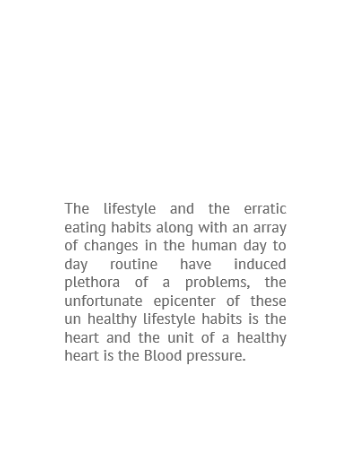 The lifestyle and the erratic
eating habits along with an array
of changes in the human day to
day routine have induced
plethora of a problems, the
unfortunate epicenter of these
un healthy lifestyle habits is the
heart and the unit of a healthy
heart is the Blood pressure.